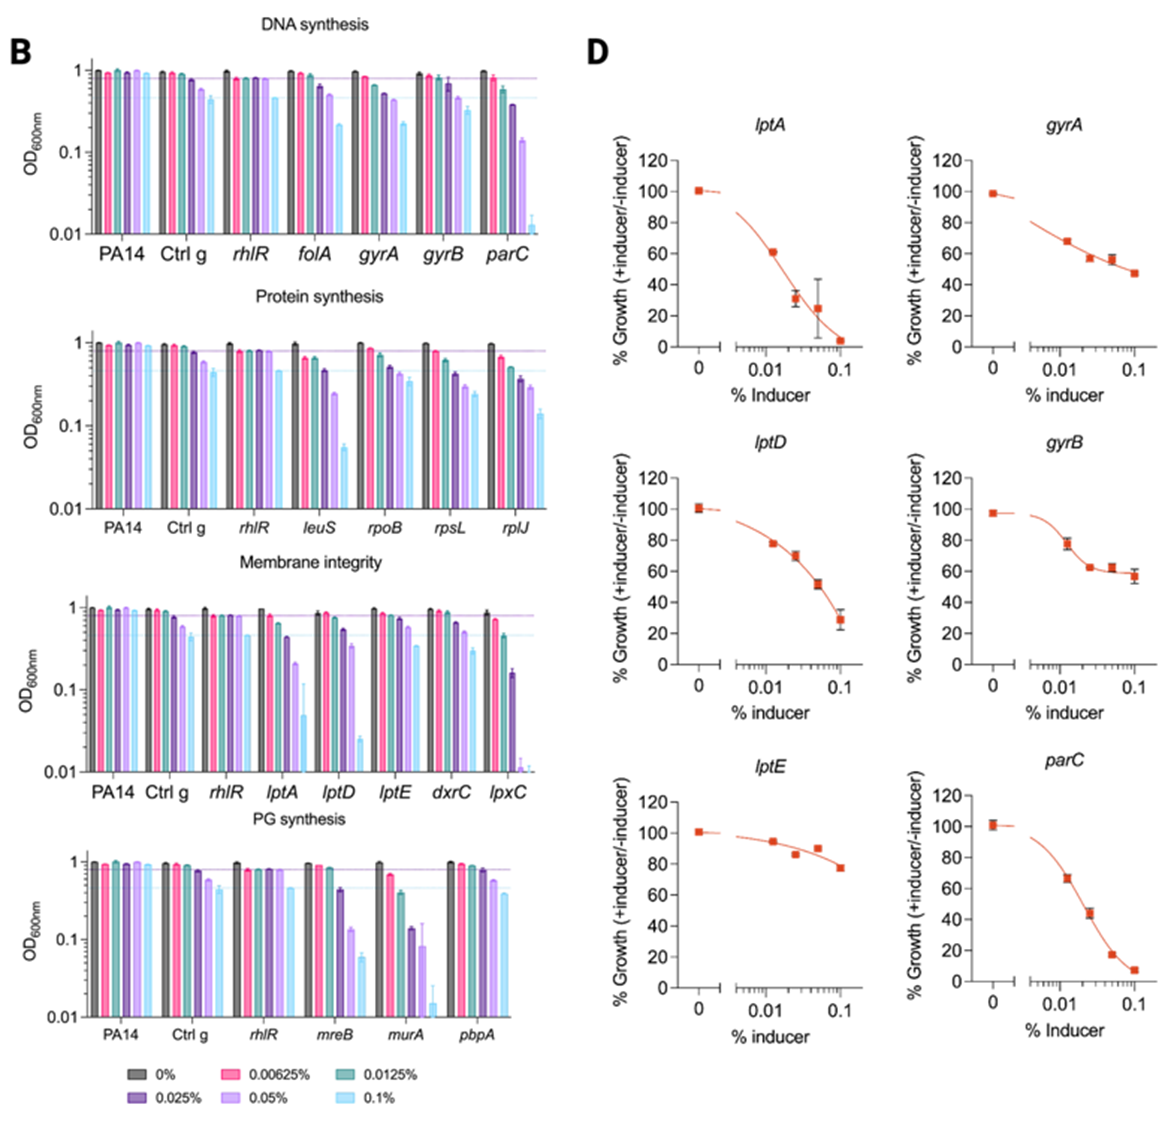 B
DNA synthesis
OD600nm
1
0.1
0.01
PA14 Ctrl g rhlR folA gyrA gyrB parC
Protein synthesis
OD600nm
1
0.1
0.01
PA14 Ctrl g rhlR leuS rpoB rpsL rplJ
Membrane integrity
OD600nm
1
0.1
0.01
PA14 Ctrl g rhlR lptA lptD lptE dxrC lpxC
PG synthesis
OD600nm
1
0.1
0.01
PA14 Ctrl g rhlR mreB murA pbpA
0% 0.00625% 0.0125%
0.025% 0.05% 0.1%
D
lptA
% Growth (+inducer/-inducer)
120
100
80
60
40
20
0
0 0.01 0.1
% Inducer
gyrA
% Growth (+inducer/-inducer)
120
100
80
60
40
20
0
0 0.01 0.1
% inducer
lptD
% Growth (+inducer/-inducer)
120
100
80
60
40
20
0
0 0.01 0.1
% inducer
gyrB
% Growth (+inducer/-inducer)
120
100
80
60
40
20
0
0 0.01 0.1
% inducer
lptE
% Growth (+inducer/-inducer)
120
100
80
60
40
20
0
0 0.01 0.1
% inducer
parC
% Growth (+inducer/-inducer)
120
100
80
60
40
20
0
0 0.01 0.1
% Inducer